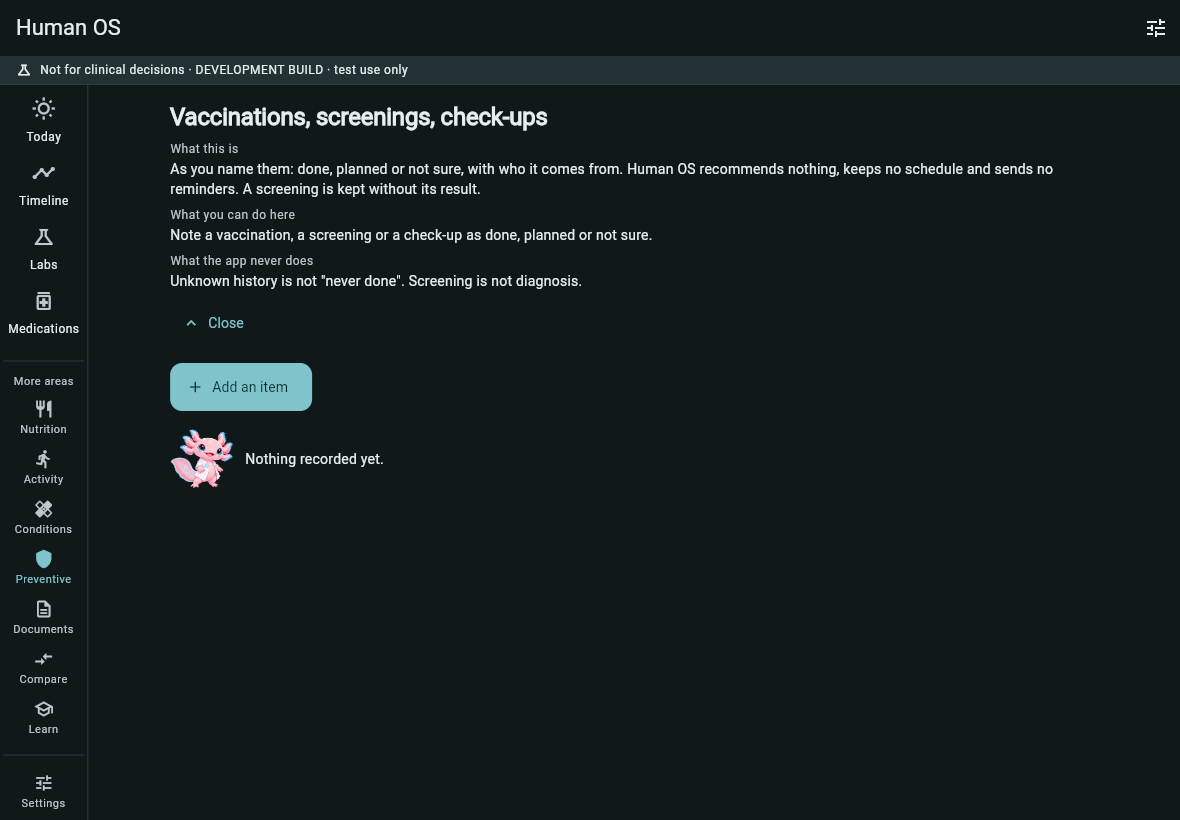 Human OS
Not for clinical decisions · DEVELOPMENT BUILD · test use only
Today
Timeline
Labs
Medications
More areas
Nutrition
Activity
Conditions
Preventive
Documents
Compare
Learn
Settings
Vaccinations, screenings, check-ups
What this is
As you name them: done, planned or not sure, with who it comes from. Human OS recommends nothing, keeps no schedule and sends no
reminders. A screening is kept without its result.
What you can do here
Note a vaccination, a screening or a check-up as done, planned or not sure.
What the app never does
Unknown history is not "never done". Screening is not diagnosis.
Close
Add an item
Nothing recorded yet.